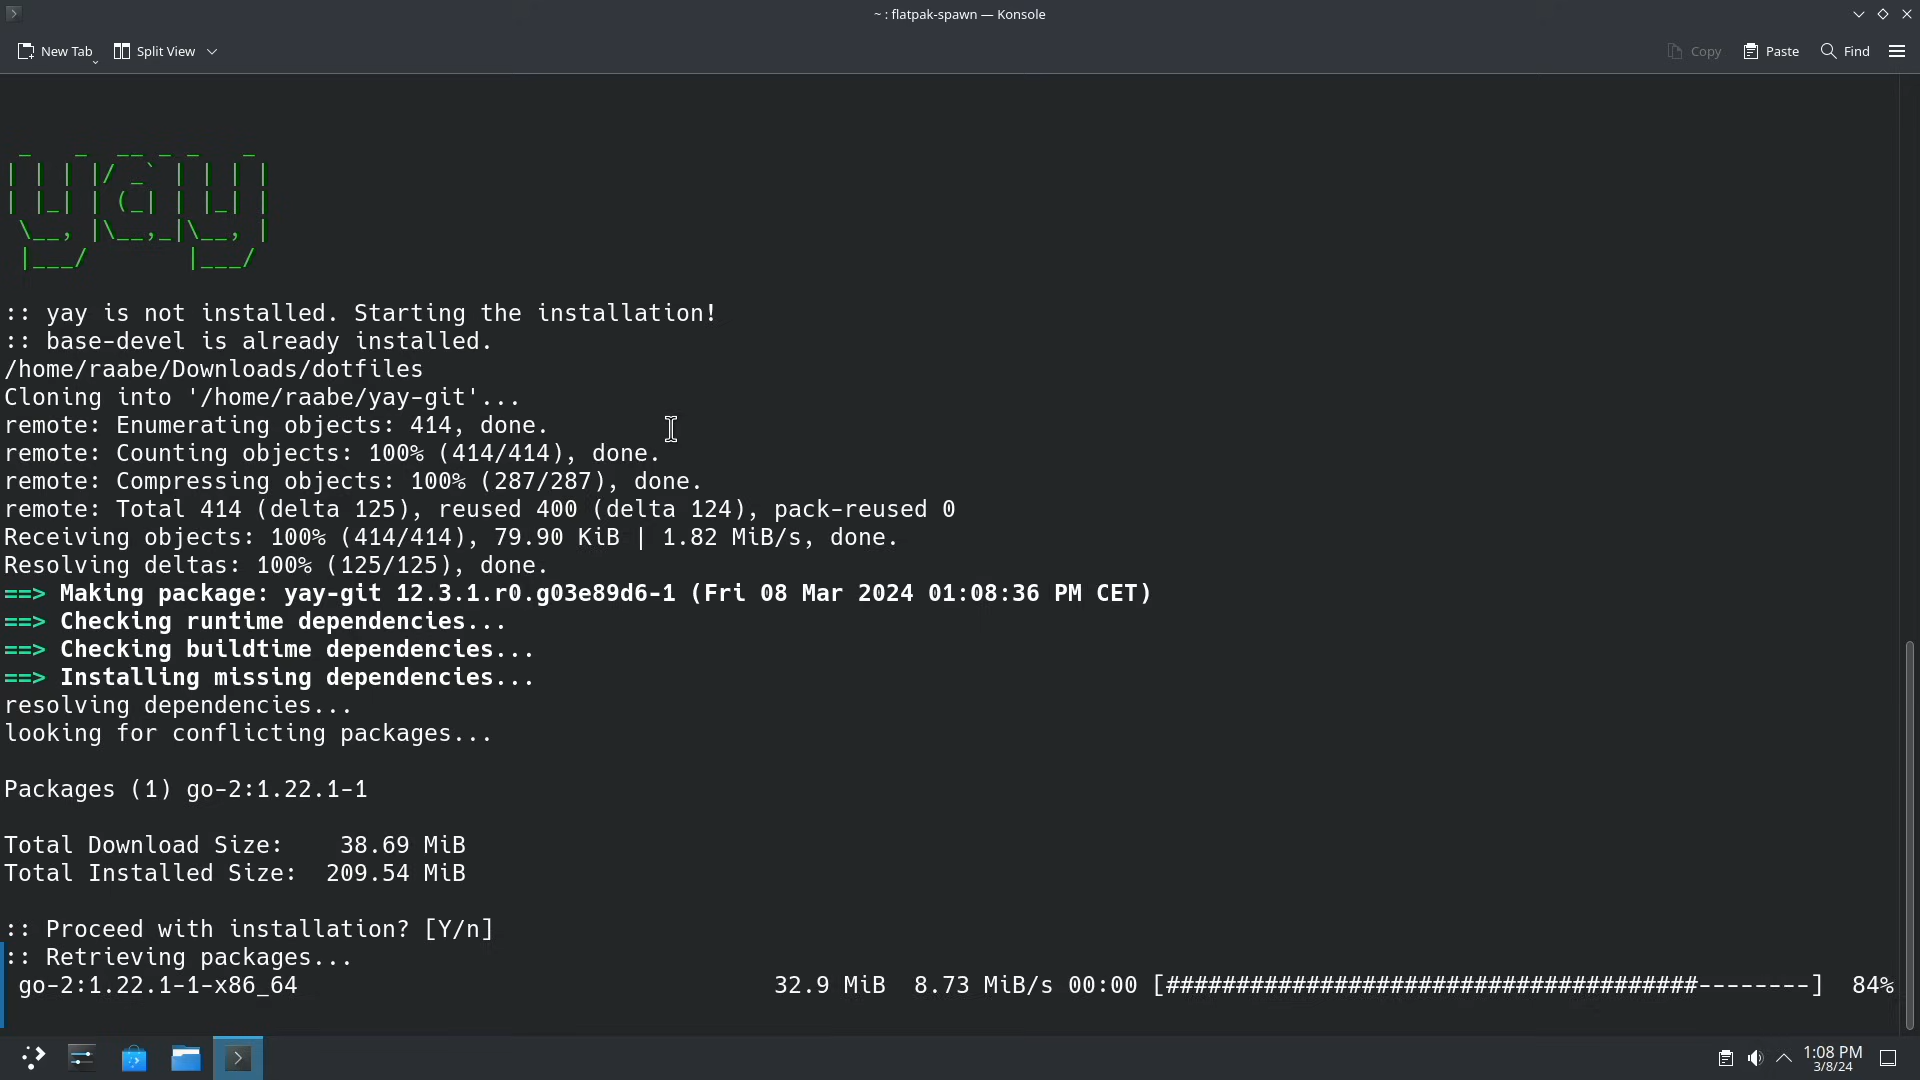 ~ : flatpak-spawn — Konsole
New Tab
Split View
Copy
Paste
Find
 _   _  __ _ _   _
| | | |/ _` | | | |
| |_| | (_| | |_| |
 \__, |\__,_|\__, |
 |___/       |___/
:: yay is not installed. Starting the installation!
:: base-devel is already installed.
/home/raabe/Downloads/dotfiles
Cloning into '/home/raabe/yay-git'...
remote: Enumerating objects: 414, done.
remote: Counting objects: 100% (414/414), done.
remote: Compressing objects: 100% (287/287), done.
remote: Total 414 (delta 125), reused 400 (delta 124), pack-reused 0
Receiving objects: 100% (414/414), 79.90 KiB | 1.82 MiB/s, done.
Resolving deltas: 100% (125/125), done.
==> Making package: yay-git 12.3.1.r0.g03e89d6-1 (Fri 08 Mar 2024 01:08:36 PM CET)
==> Checking runtime dependencies...
==> Checking buildtime dependencies...
==> Installing missing dependencies...
resolving dependencies...
looking for conflicting packages...
Packages (1) go-2:1.22.1-1
Total Download Size:    38.69 MiB
Total Installed Size:  209.54 MiB
:: Proceed with installation? [Y/n]
:: Retrieving packages...
 go-2:1.22.1-1-x86_64 32.9 MiB  8.73 MiB/s 00:00 [######################################--------]  84%
1:08 PM
3/8/24